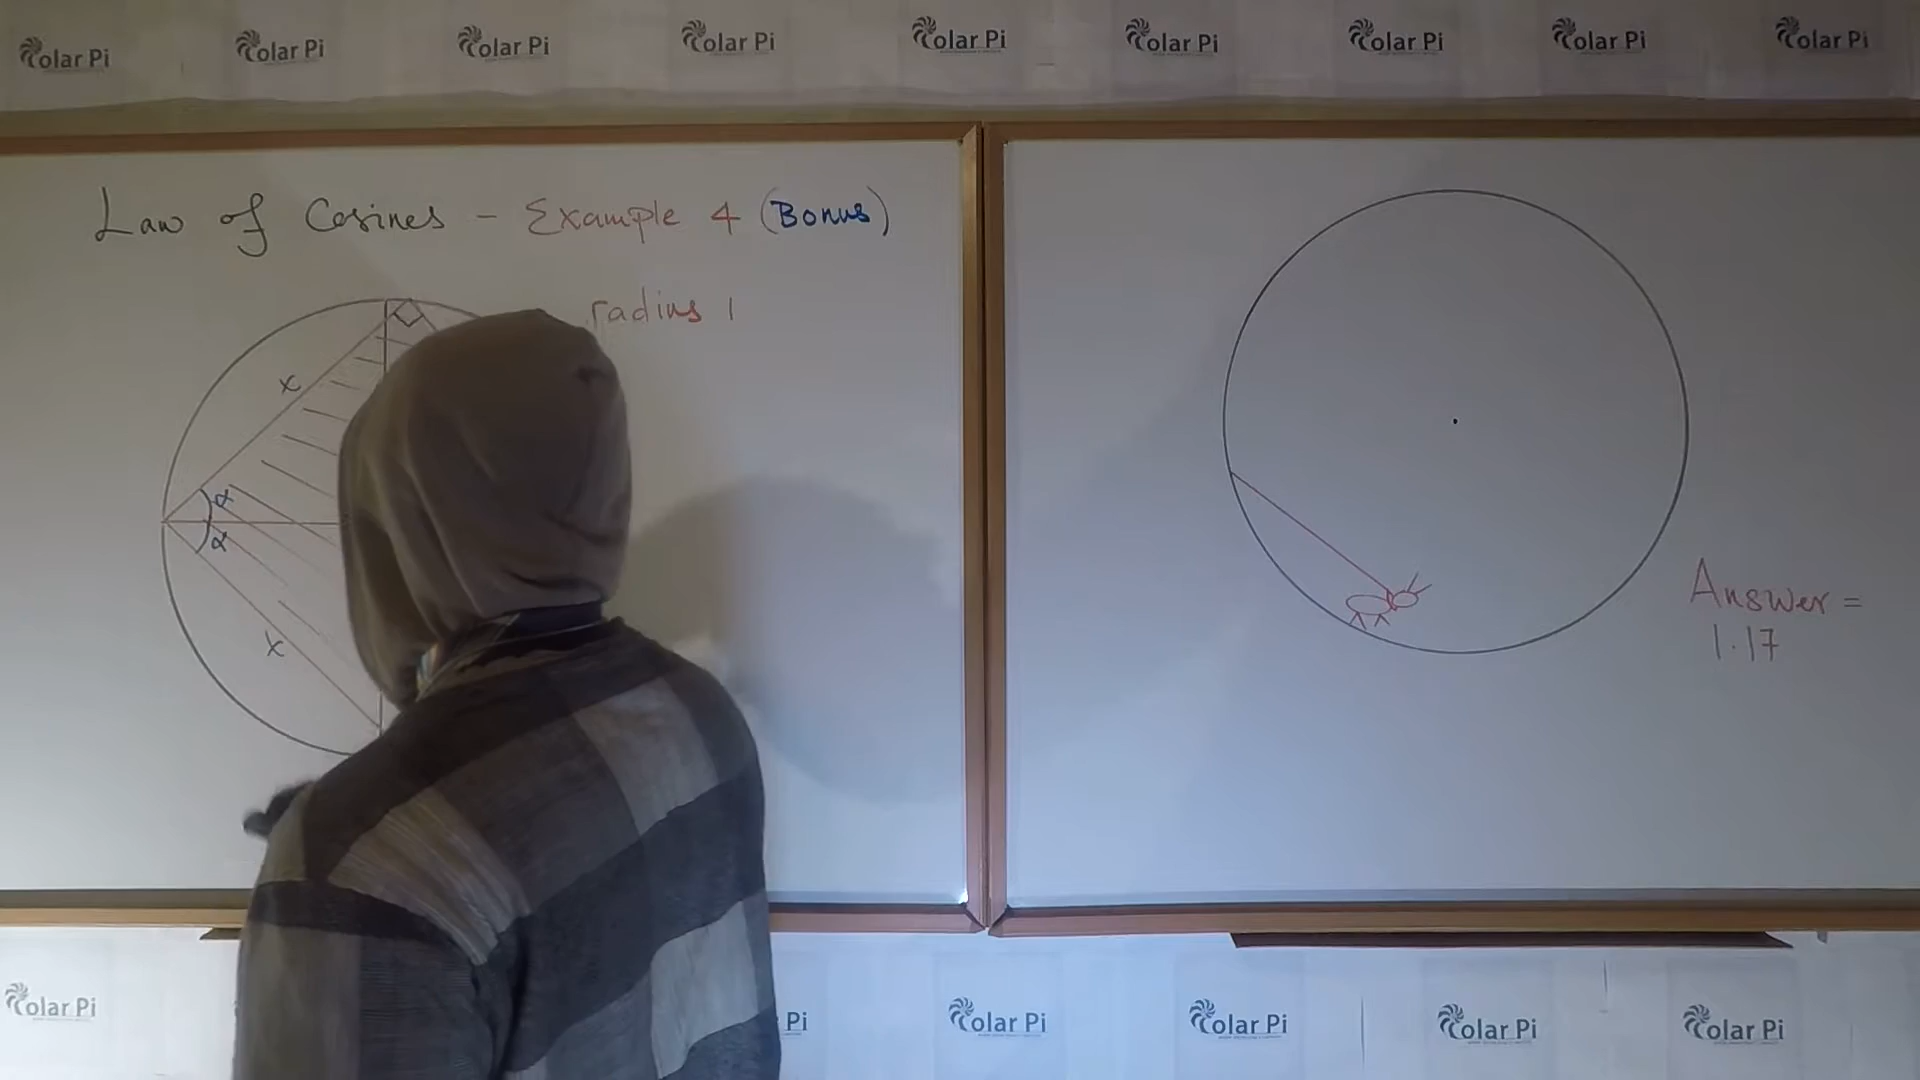 Colar Pi Colar Pi Colar Pi Colar Pi Colar Pi Colar Pi Colar Pi Colar Pi Colar Pi
Law of Cosines - Example 4 (Bonus)
radius 1
x
α
α
x
Answer =
1.17
Colar Pi Pi Colar Pi Colar Pi Colar Pi Colar Pi